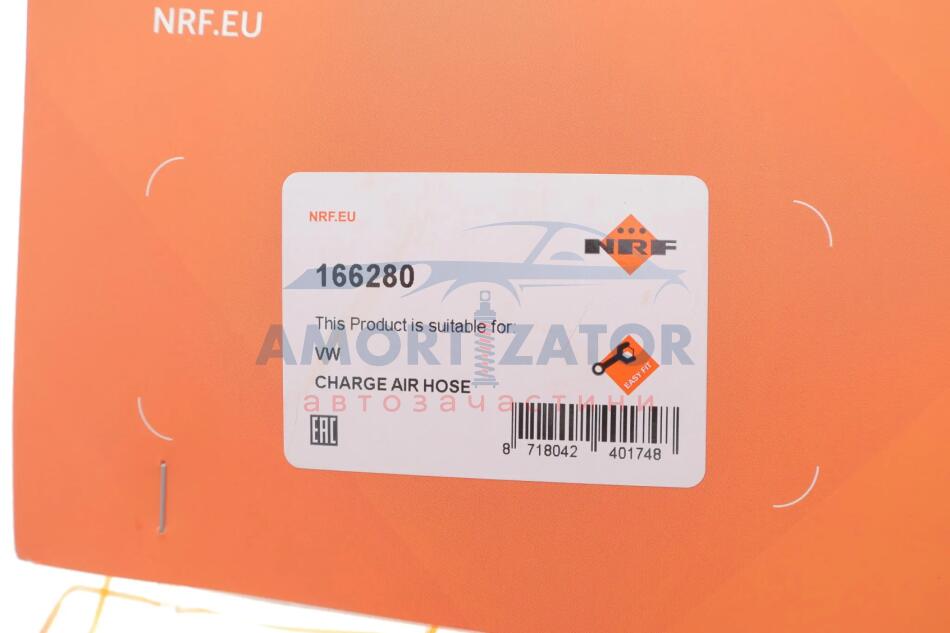 NRF.EU
NRF.EU
NRF
166280
This Product is suitable for:
VW
AMORTIZATOR
CHARGE AIR HOSE
EASY FIT
автозачастини
EAC
8 718042 401748